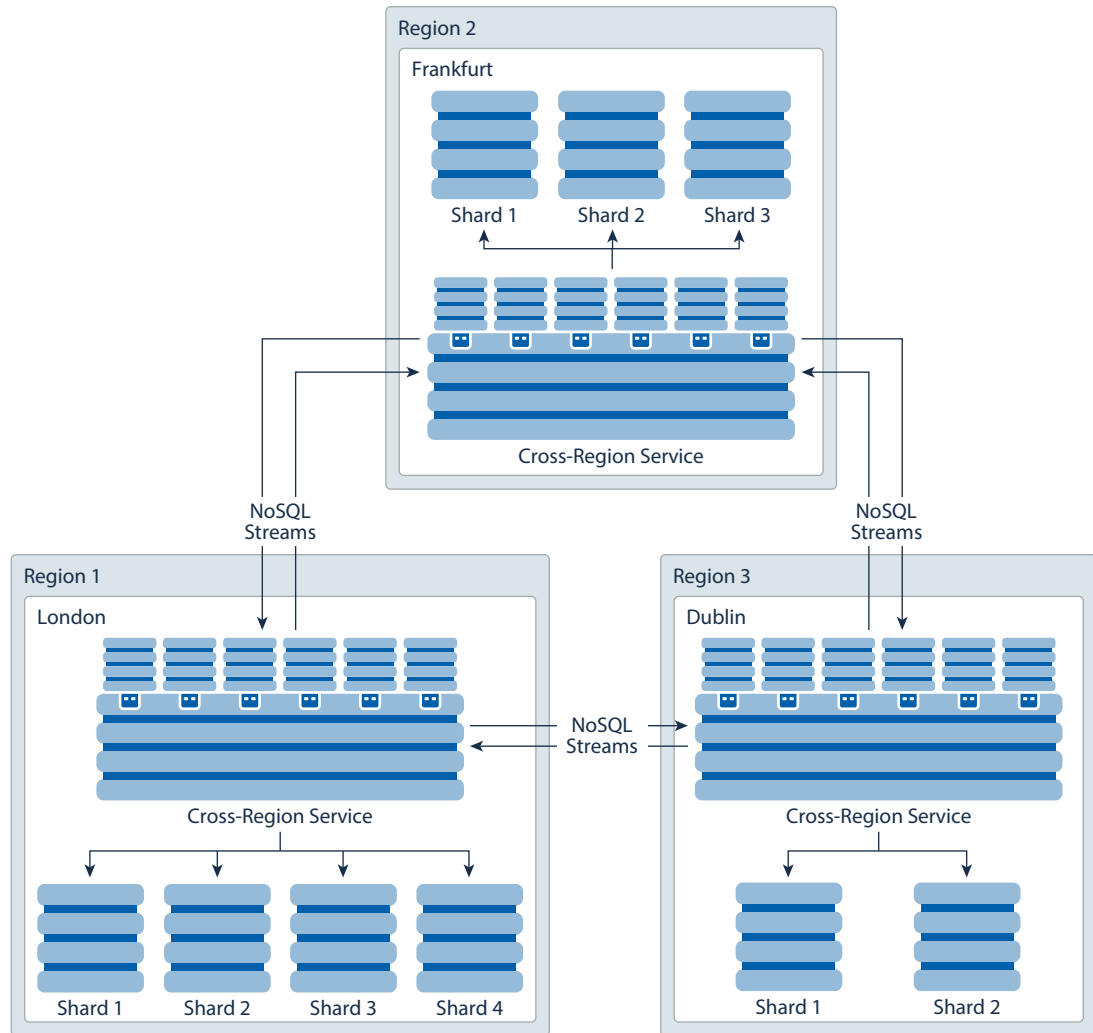 Region 2
Frankfurt
Shard 1
Shard 2
Shard 3
Cross-Region Service
NoSQL
Streams
NoSQL
Streams
Region 1
London
Cross-Region Service
Shard 1
Shard 2
Shard 3
Shard 4
NoSQL
Streams
Region 3
Dublin
Cross-Region Service
Shard 1
Shard 2